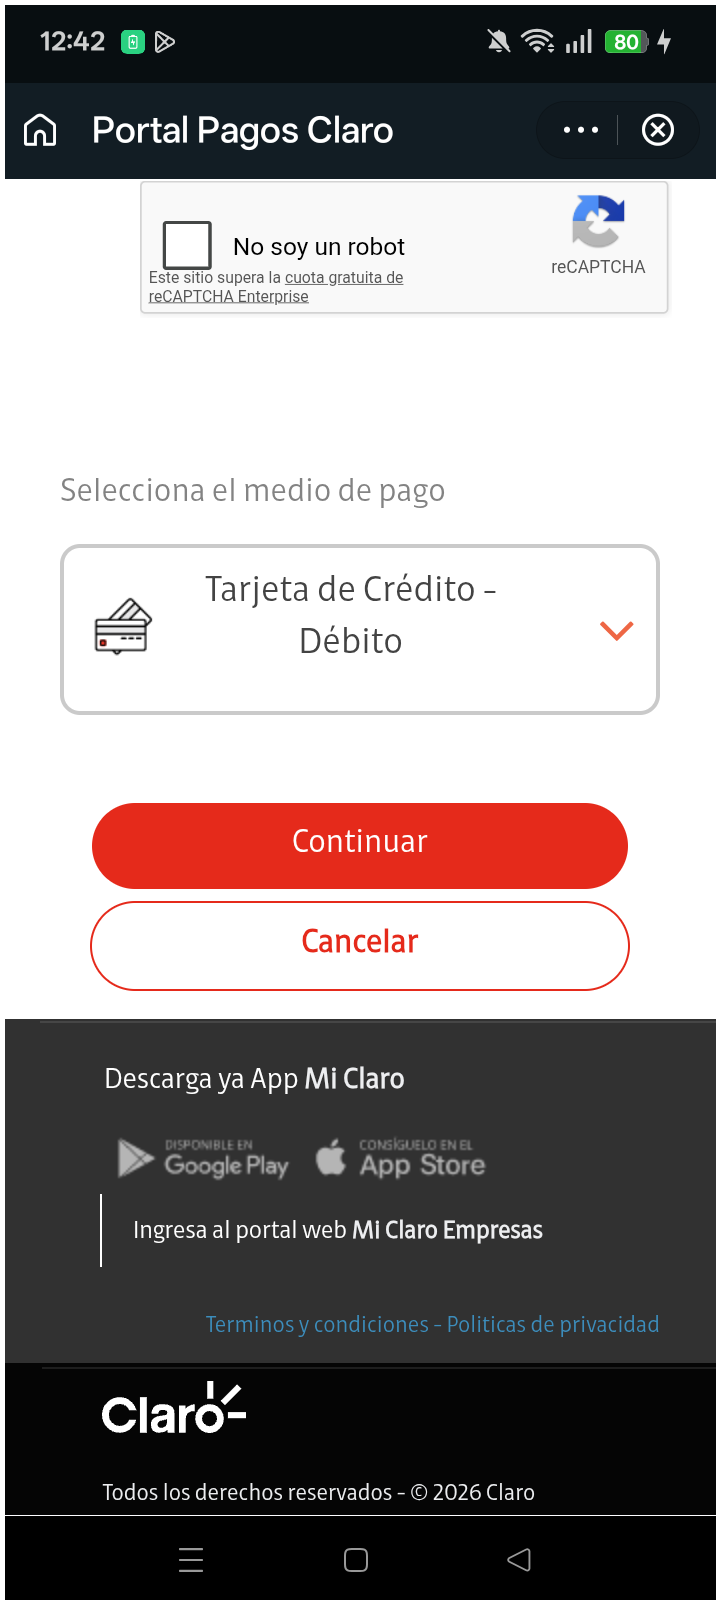 12:42
80
Portal Pagos Claro
No soy un robot
reCAPTCHA
Este sitio supera la cuota gratuita de
reCAPTCHA Enterprise
Selecciona el medio de pago
Tarjeta de Crédito -
Débito
Continuar
Cancelar
Descarga ya App Mi Claro
DISPONIBLE EN
Google Play
CONSÍGUELO EN EL
App Store
Ingresa al portal web Mi Claro Empresas
Terminos y condiciones - Politicas de privacidad
Claro
Todos los derechos reservados - © 2026 Claro